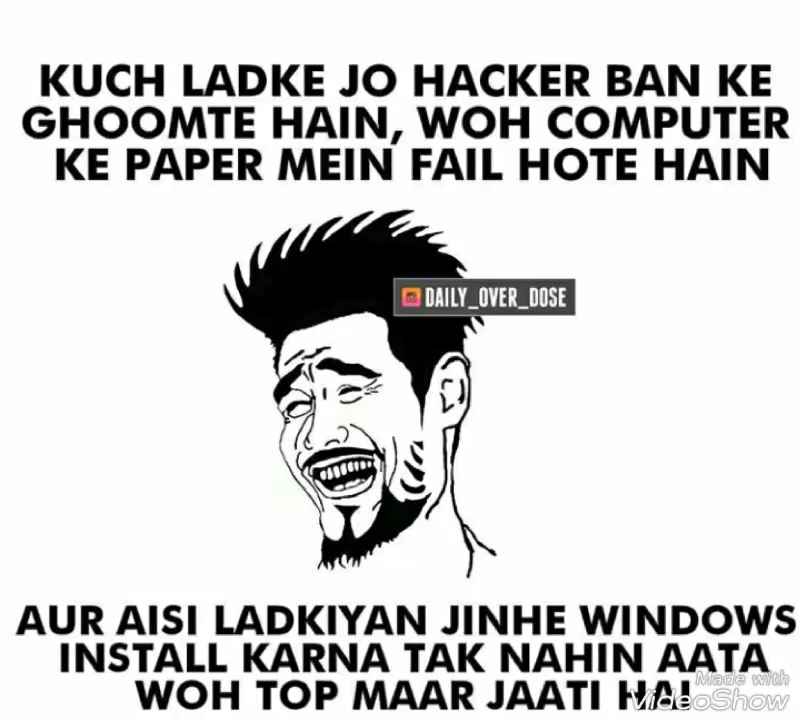 KUCH LADKE JO HACKER BAN KE
GHOOMTE HAIN, WOH COMPUTER
KE PAPER MEIN FAIL HOTE HAIN
DAILY_OVER_DOSE
AUR AISI LADKIYAN JINHE WINDOWS
INSTALL KARNA TAK NAHIN AATA
WOH TOP MAAR JAATI HAI
Made with
VideoShow